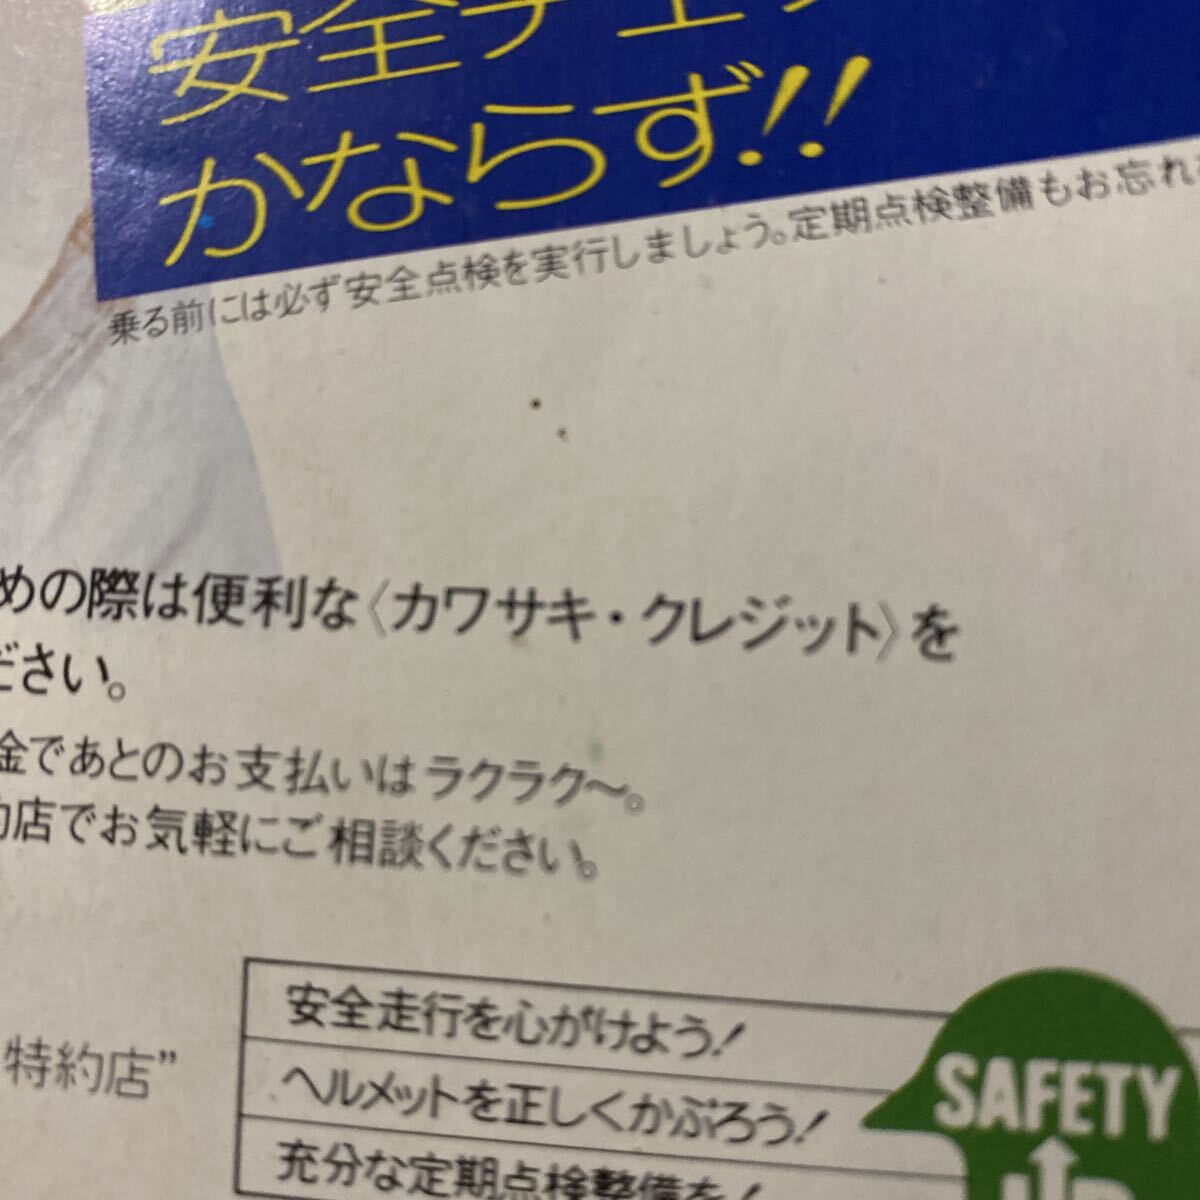 安全チェッ
かならず!!
乗る前には必ず安全点検を実行しましょう。定期点検整備もお忘れ
めの際は便利な〈カワサキ・クレジット〉を
ださい。
金であとのお支払いはラクラク〜。
約店でお気軽にご相談ください。
特約店”
安全走行を心がけよう!
ヘルメットを正しくかぶろう!
充分な定期点検整備を!
SAFETY
UP